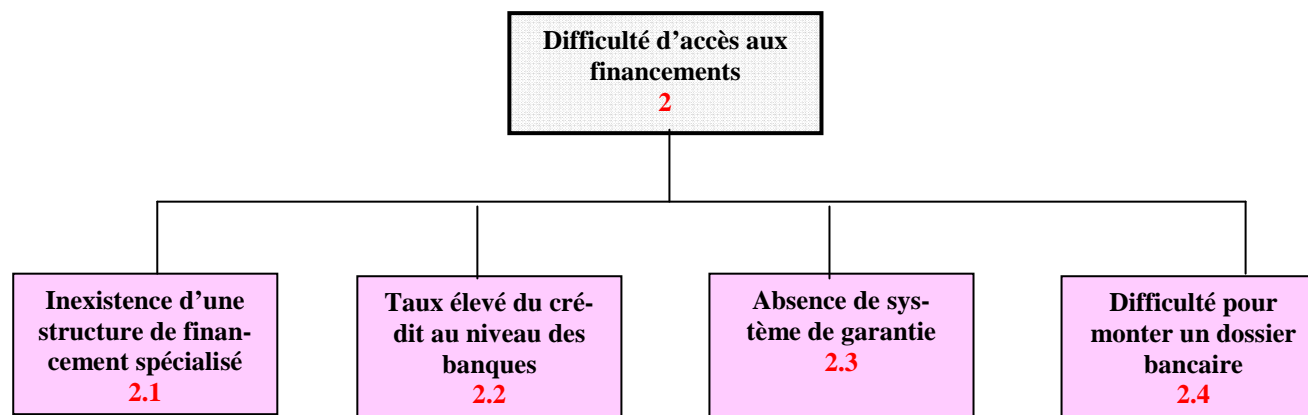 Difficulté d’accès aux
financements
2
Inexistence d’une
structure de finan-
cement spécialisé
2.1
Taux élevé du cré-
dit au niveau des
banques
2.2
Absence de sys-
tème de garantie
2.3
Difficulté pour
monter un dossier
bancaire
2.4